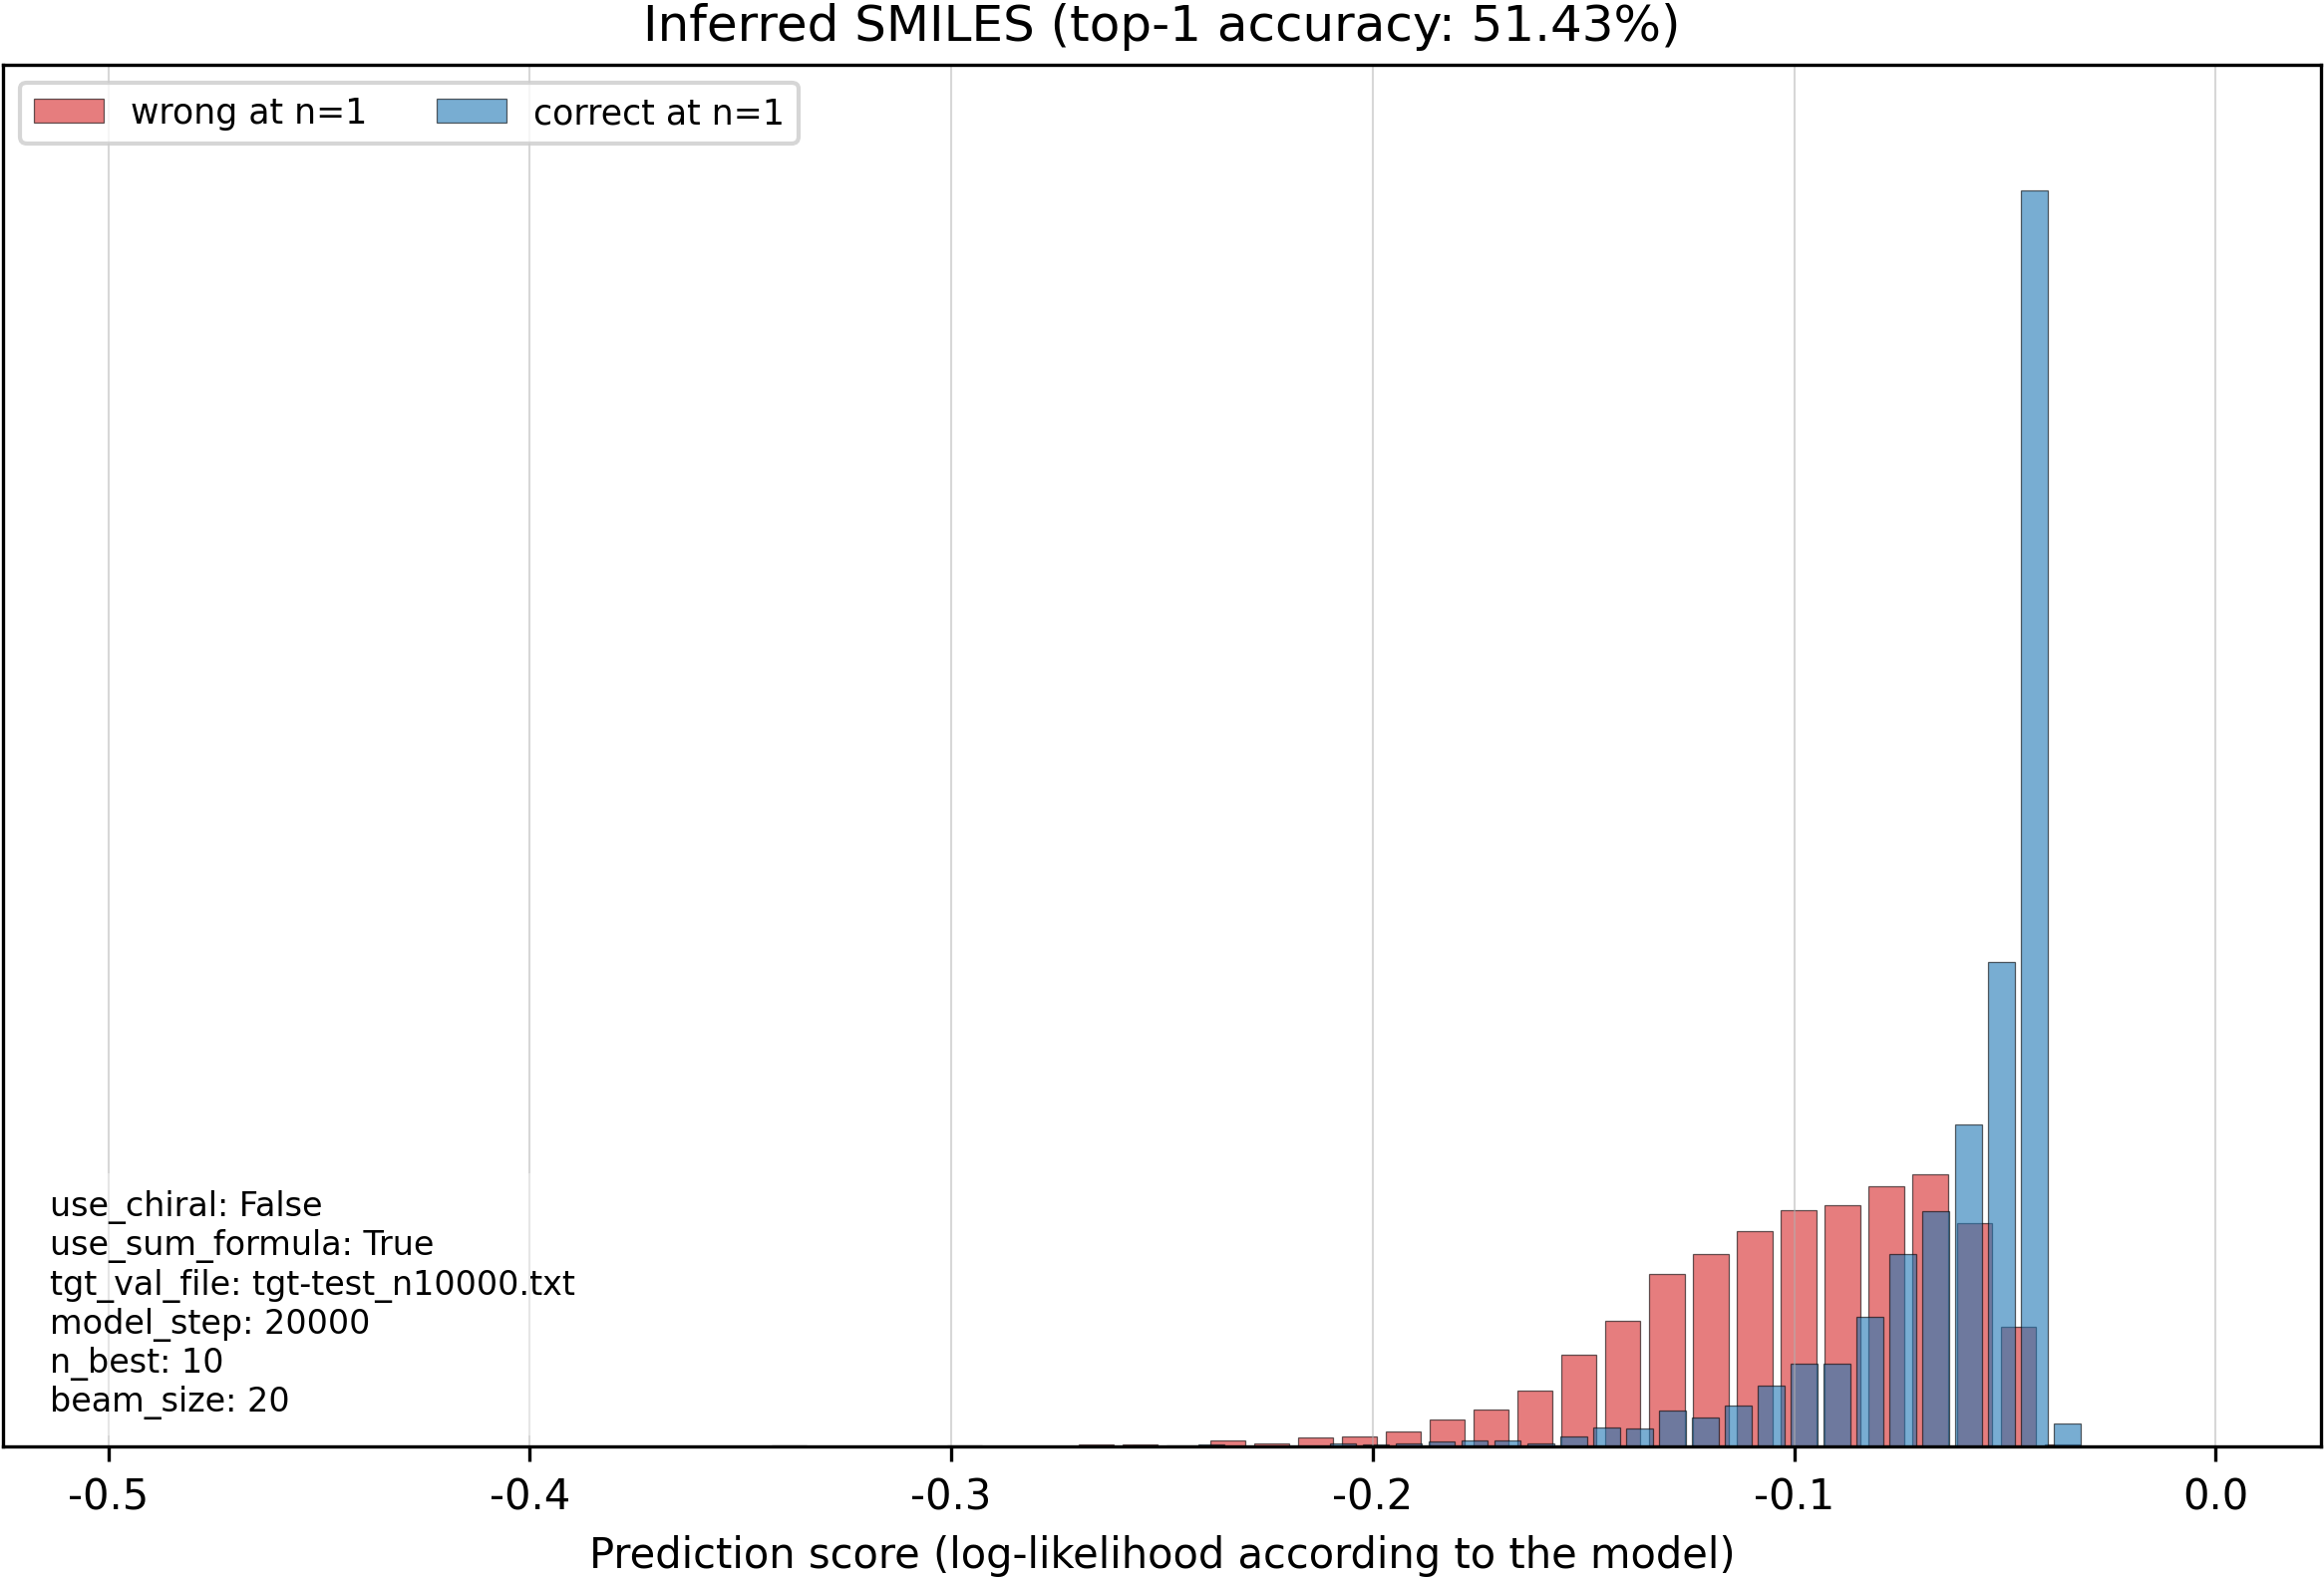 Inferred SMILES (top-1 accuracy: 51.43%)
wrong at n=1 correct at n=1
use_chiral: False
use_sum_formula: True
tgt_val_file: tgt-test_n10000.txt
model_step: 20000
n_best: 10
beam_size: 20
-0.5 -0.4 -0.3 -0.2 -0.1 0.0
Prediction score (log-likelihood according to the model)